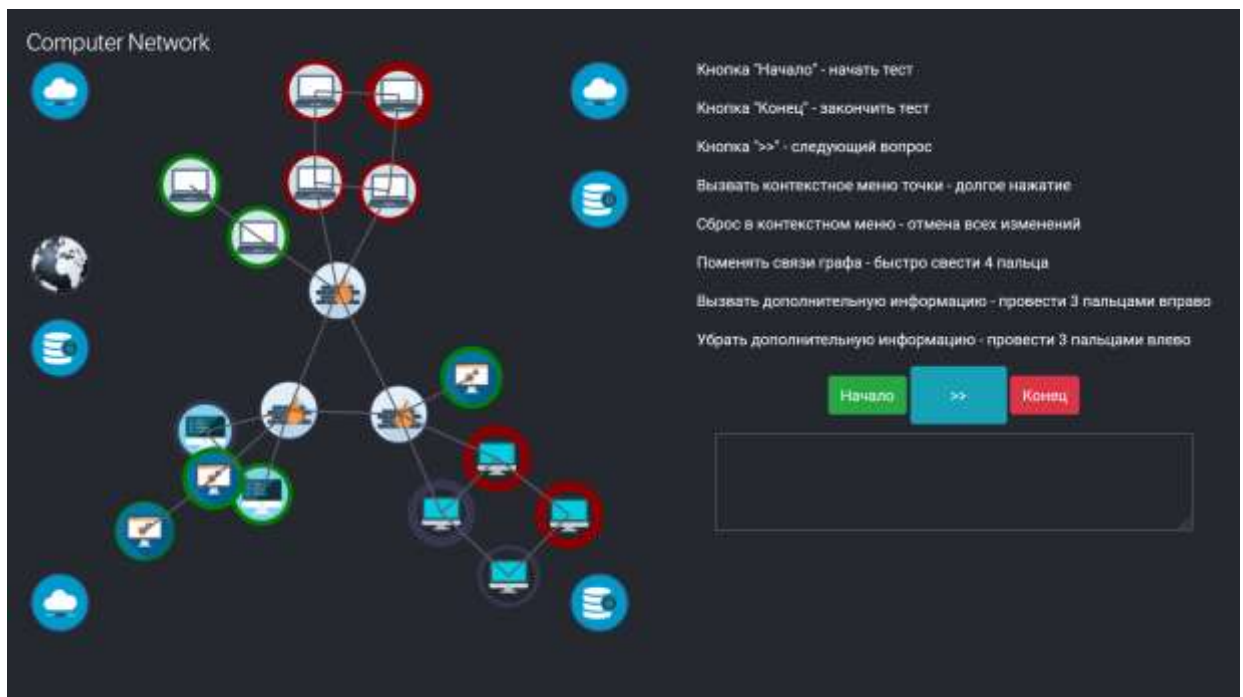 Computer Network
Кнопка "Начало" - начать тест
Кнопка "Конец" - закончить тест
Кнопка ">>" - следующий вопрос
Вызвать контекстное меню точки - долгое нажатие
Сброс в контекстном меню - отмена всех изменений
Поменять связи графа - быстро свести 4 пальца
Вызвать дополнительную информацию - провести 3 пальцами вправо
Убрать дополнительную информацию - провести 3 пальцами влево
Начало >> Конец